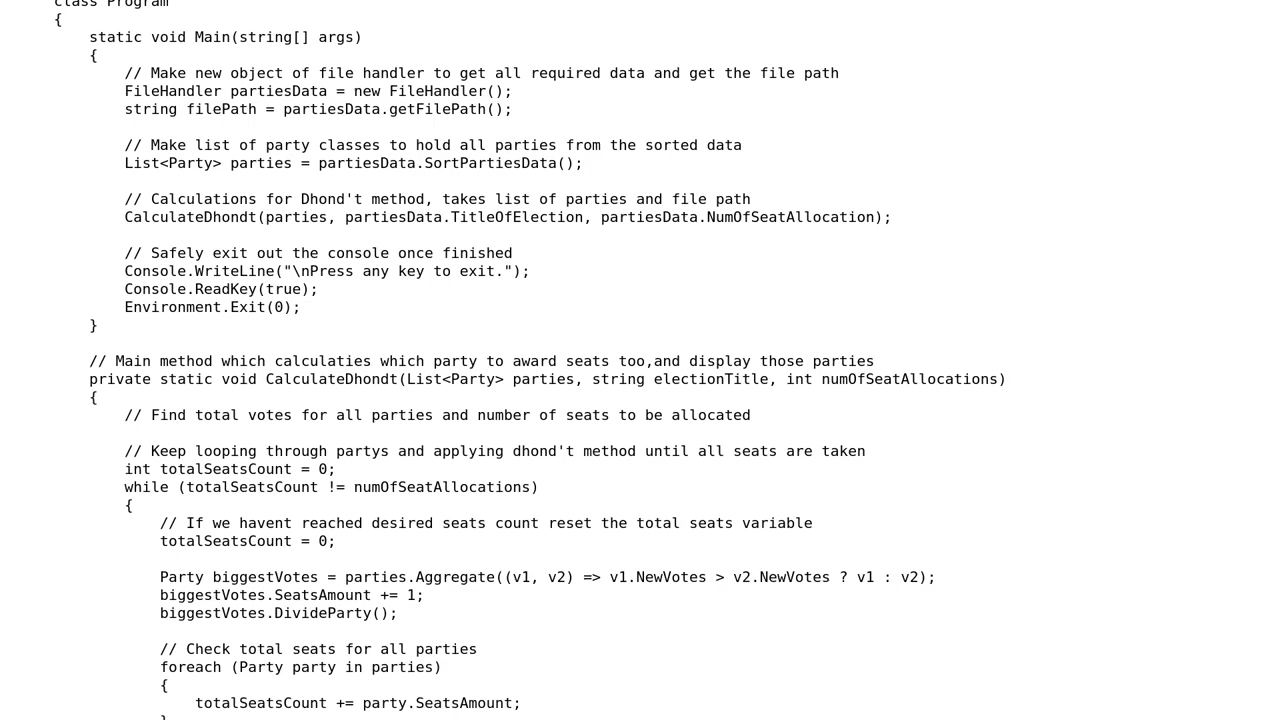 class Program
{
static void Main(string[] args)
{
// Make new object of file handler to get all required data and get the file path
FileHandler partiesData = new FileHandler();
string filePath = partiesData.getFilePath();
// Make list of party classes to hold all parties from the sorted data
List<Party> parties = partiesData.SortPartiesData();
// Calculations for Dhond't method, takes list of parties and file path
CalculateDhondt(parties, partiesData.TitleOfElection, partiesData.NumOfSeatAllocation);
// Safely exit out the console once finished
Console.WriteLine("\nPress any key to exit.");
Console.ReadKey(true);
Environment.Exit(0);
}
// Main method which calculaties which party to award seats too,and display those parties
private static void CalculateDhondt(List<Party> parties, string electionTitle, int numOfSeatAllocations)
{
// Find total votes for all parties and number of seats to be allocated
// Keep looping through partys and applying dhond't method until all seats are taken
int totalSeatsCount = 0;
while (totalSeatsCount != numOfSeatAllocations)
{
// If we havent reached desired seats count reset the total seats variable
totalSeatsCount = 0;
Party biggestVotes = parties.Aggregate((v1, v2) => v1.NewVotes > v2.NewVotes ? v1 : v2);
biggestVotes.SeatsAmount += 1;
biggestVotes.DivideParty();
// Check total seats for all parties
foreach (Party party in parties)
{
totalSeatsCount += party.SeatsAmount;
}